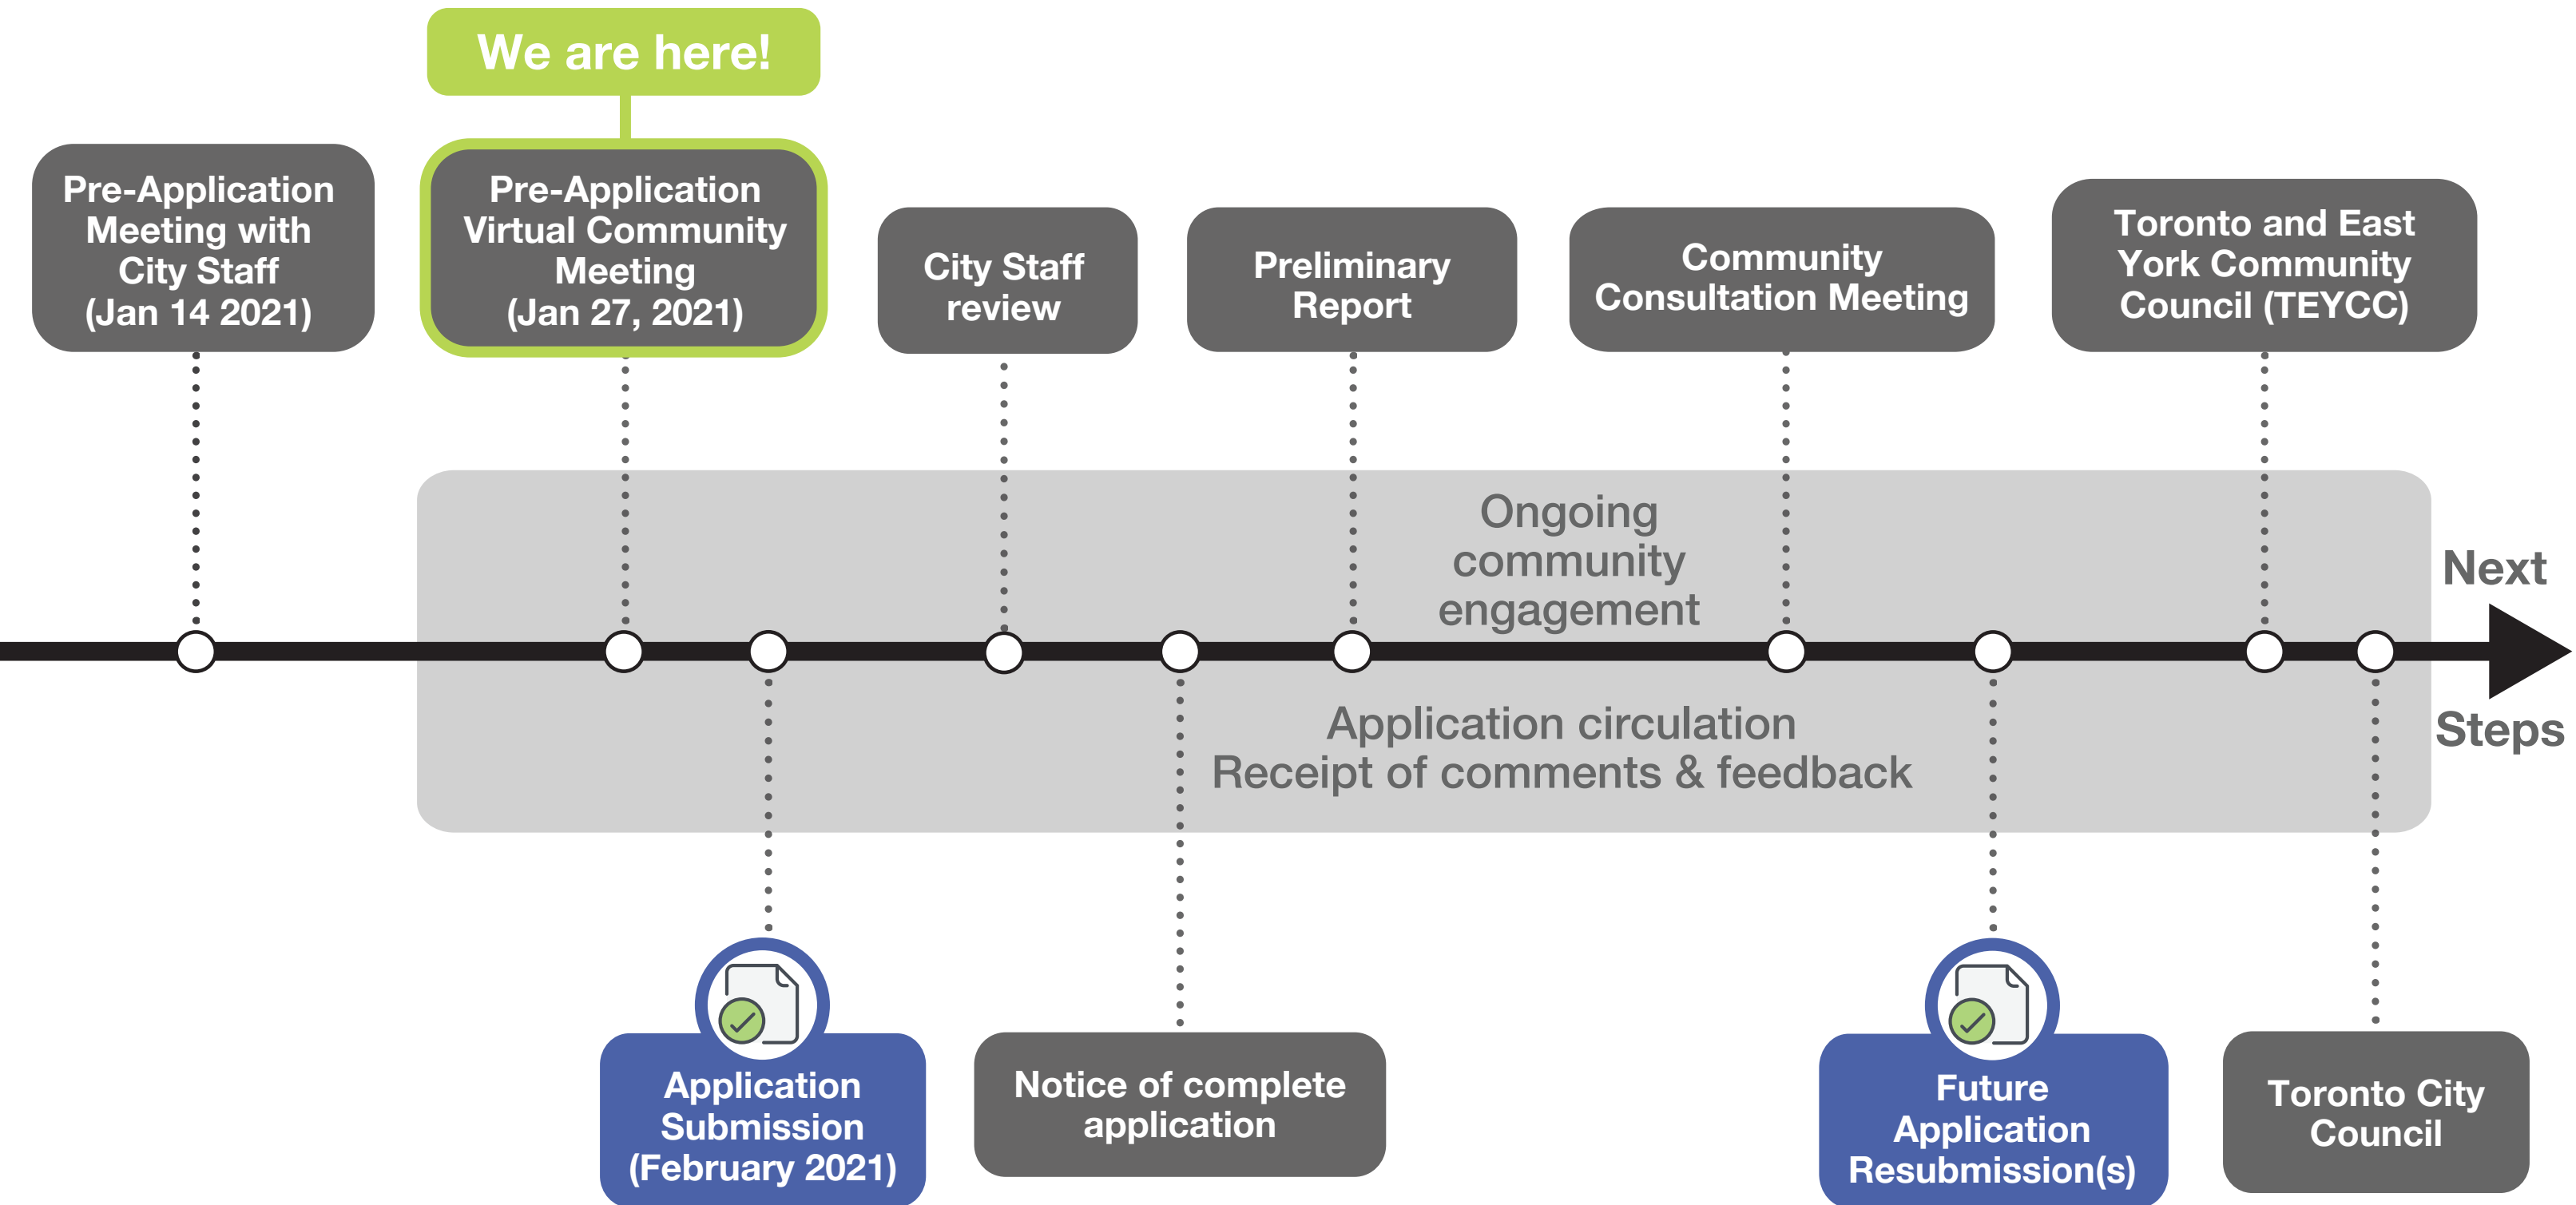 We are here!
Pre-Application
Meeting with
City Staff
(Jan 14 2021)
Pre-Application
Virtual Community
Meeting
(Jan 27, 2021)
City Staff
review
Preliminary
Report
Community
Consultation Meeting
Toronto and East
York Community
Council (TEYCC)
Ongoing
community
engagement
Next
Steps
Application circulation
Receipt of comments & feedback
Application
Submission
(February 2021)
Notice of complete
application
Future
Application
Resubmission(s)
Toronto City
Council